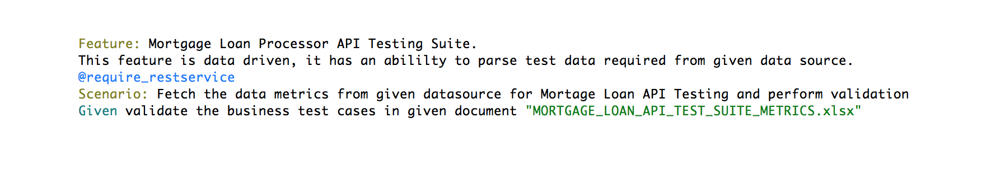 Feature: Mortgage Loan Processor API Testing Suite.
This feature is data driven, it has an abililty to parse test data required from given data source.
@require_restservice
Scenario: Fetch the data metrics from given datasource for Mortage Loan API Testing and perform validation
Given validate the business test cases in given document "MORTGAGE_LOAN_API_TEST_SUITE_METRICS.xlsx"